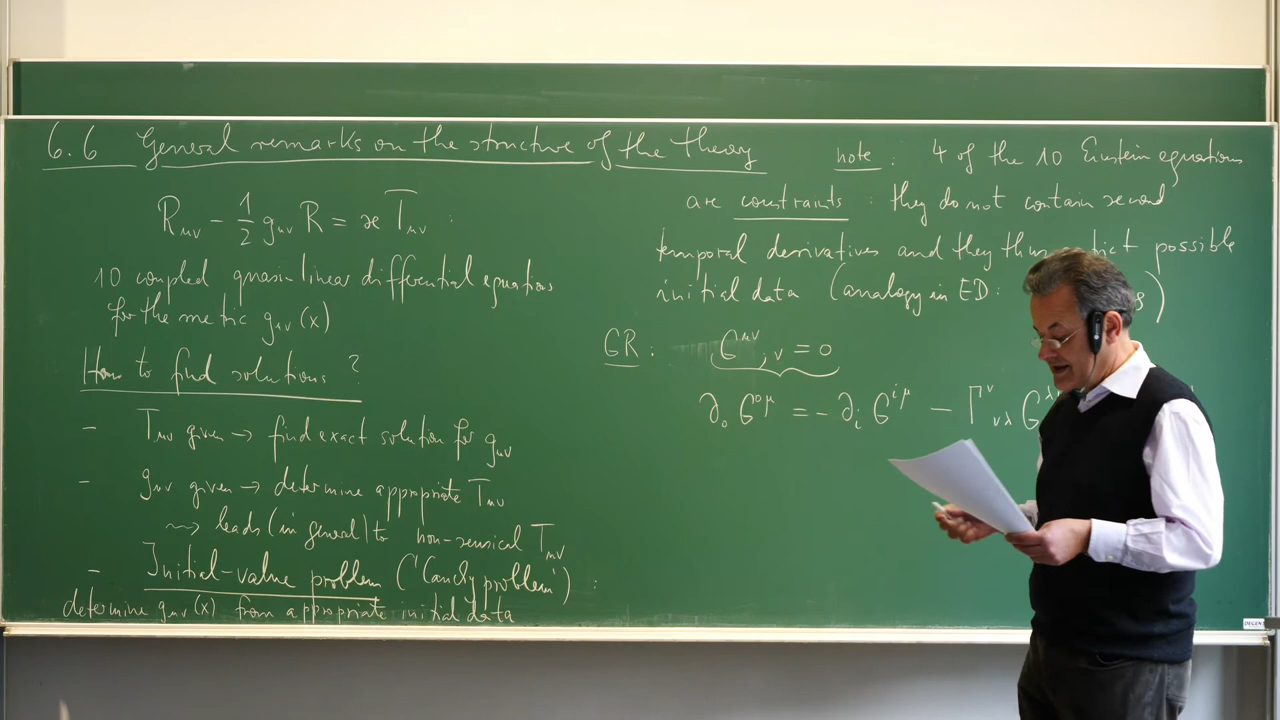 6.6 General remarks on the structure of the theory
R_μν − 1/2 g_μν R = æ T_μν :
10 coupled quasilinear differential equations
for the metric g_μν (x)
How to find solutions ?
– T_μν given → find exact solution for g_μν
– g_μν given → determine appropriate T_μν
⤳ leads (in general) to non-sensical T_μν
– Initial-value problem ('Cauchy problem') :
determine g_μν (x) from appropriate initial data
note : 4 of the 10 Einstein equations
are constraints : they do not contain second
temporal derivatives and they thus possible
initial data (analogy in ED: s)
GR : G^μν_;ν = 0
∂_0 G^0μ = − ∂_i G^iμ − Γ^ν_νλ G^λ